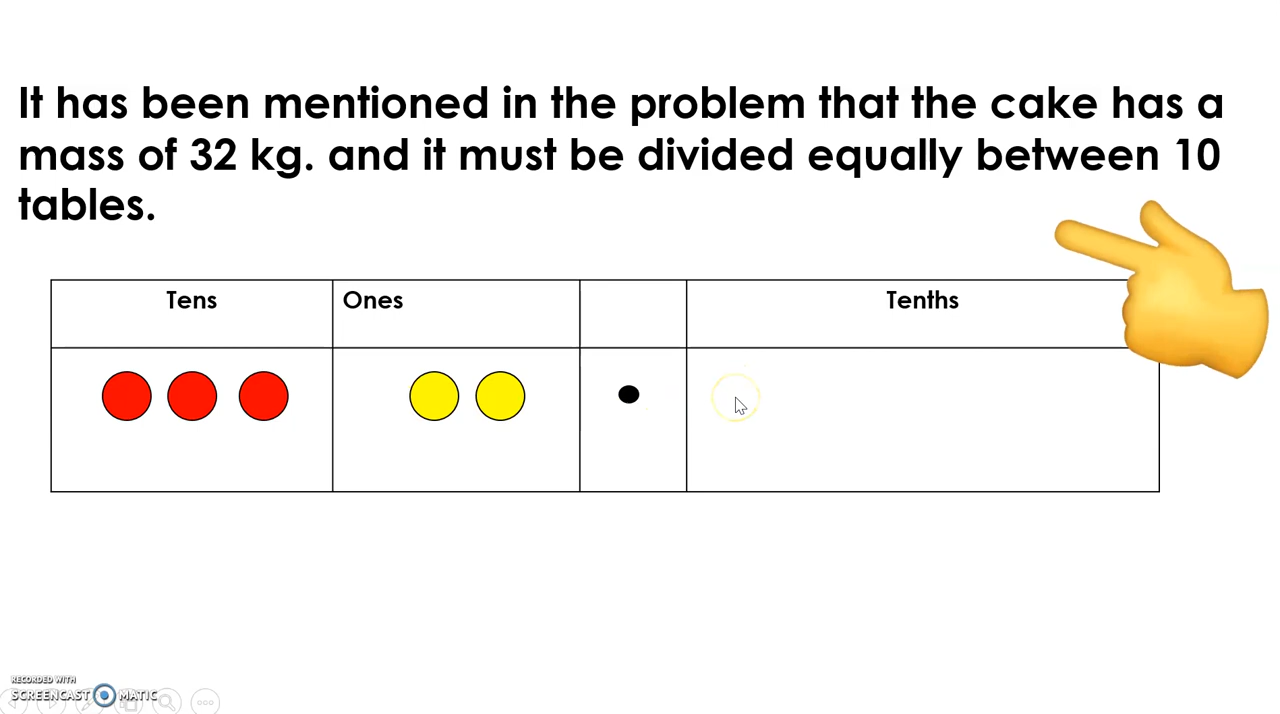 It has been mentioned in the problem that the cake has a
mass of 32 kg. and it must be divided equally between 10
tables.
Tens Ones Tenths
RECORDED WITH
SCREENCAST MATIC